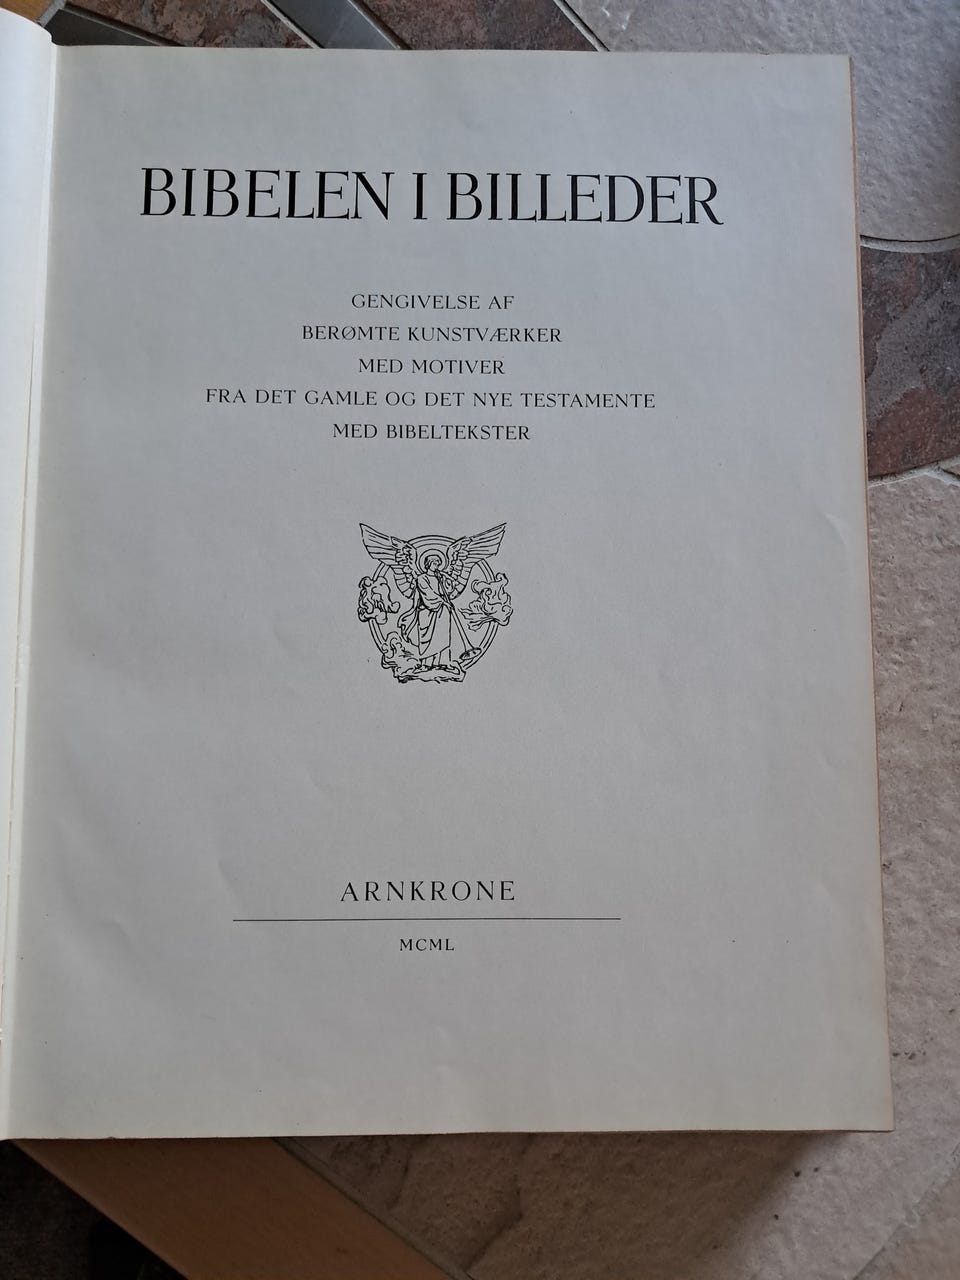 BIBELEN I BILLEDER
GENGIVELSE AF
BERØMTE KUNSTVÆRKER
MED MOTIVER
FRA DET GAMLE OG DET NYE TESTAMENTE
MED BIBELTEKSTER
ARNKRONE
MCML